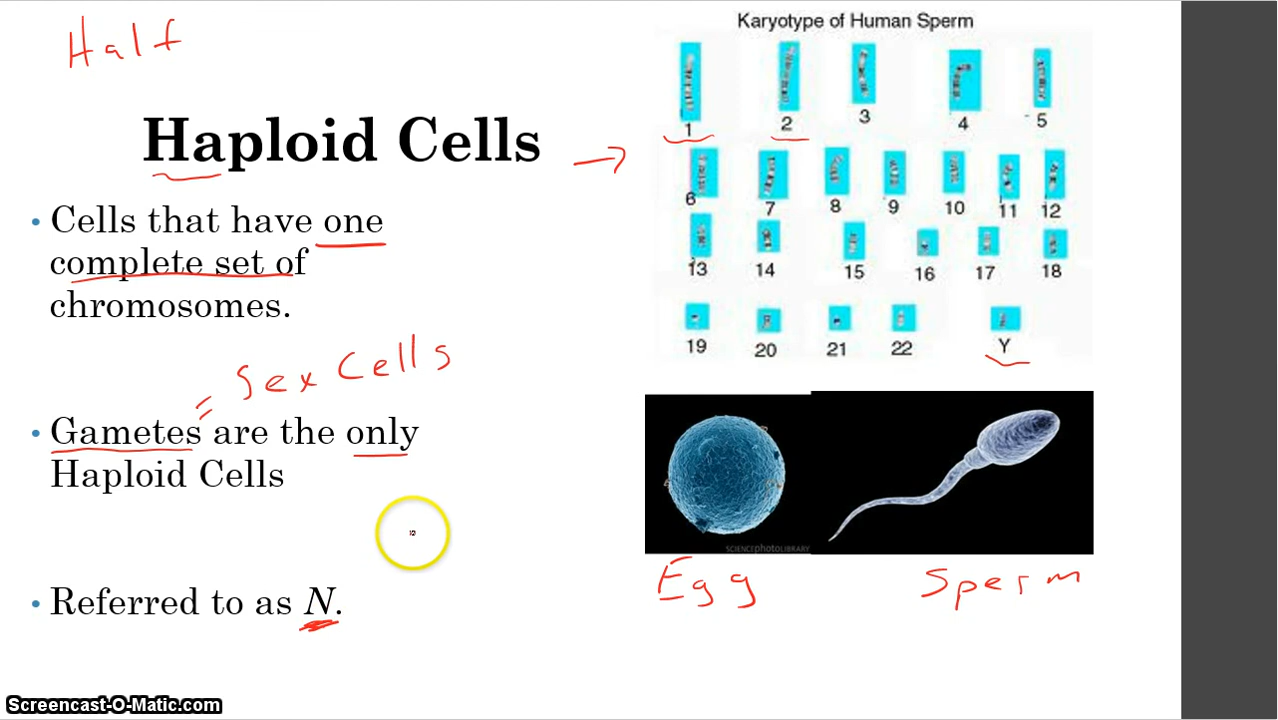 Half
Haploid Cells
• Cells that have one
complete set of
chromosomes.
= Sex Cells
• Gametes are the only
Haploid Cells
• Referred to as N.
Karyotype of Human Sperm
1 2 3 4 5
6 7 8 9 10 11 12
13 14 15 16 17 18
19 20 21 22 Y
SCIENCEphotoLIBRARY
Egg Sperm
Screencast-O-Matic.com